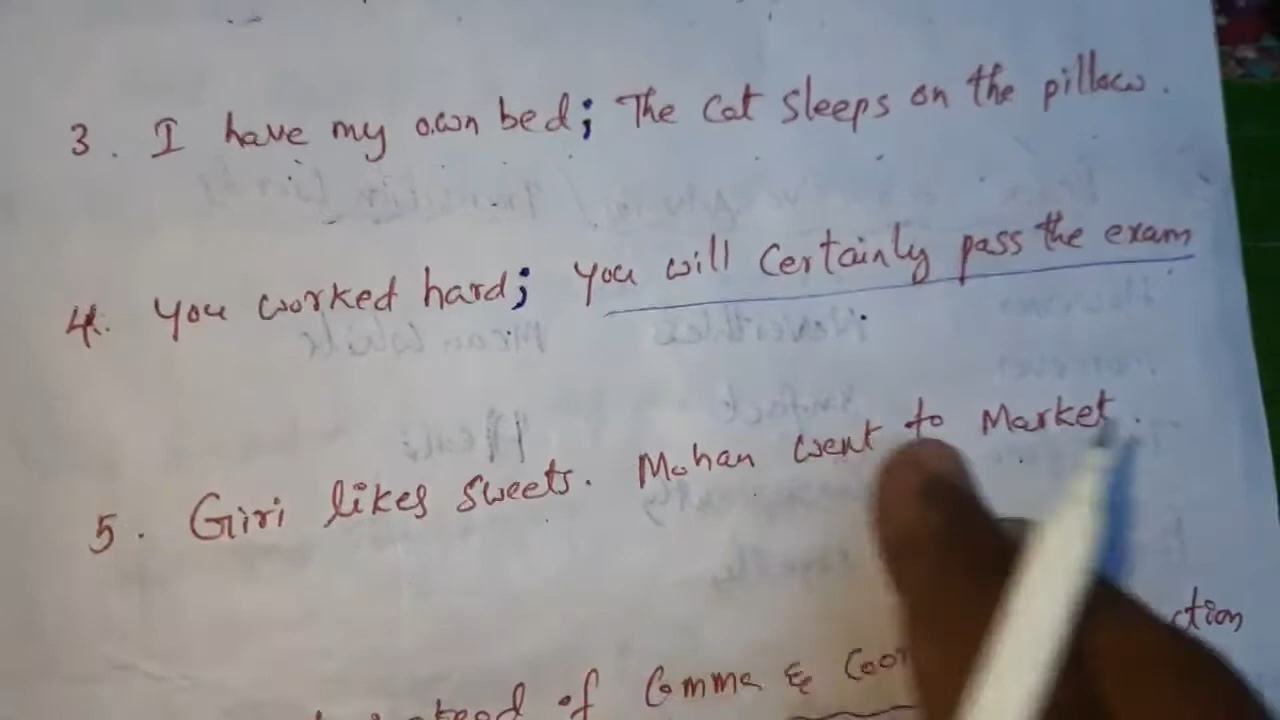 3. I have my own bed; The cat sleeps on the pillow.
4. You worked hard; you will certainly pass the exam
5. Giri likes sweets. Mohan went to Market.
of Comma &